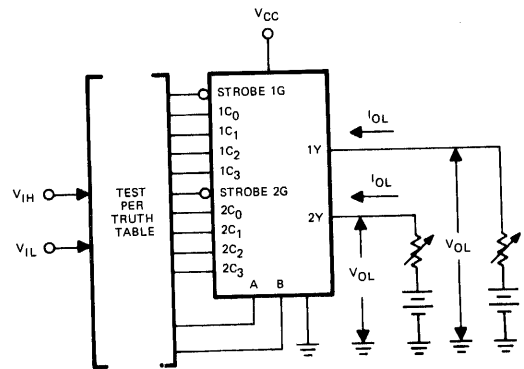 VCC
STROBE 1G
1C0
1C1
1C2
1C3
STROBE 2G
2C0
2C1
2C2
2C3
A B
1Y
2Y
IOL
IOL
VOL
VOL
VIH
VIL
TEST
PER
TRUTH
TABLE